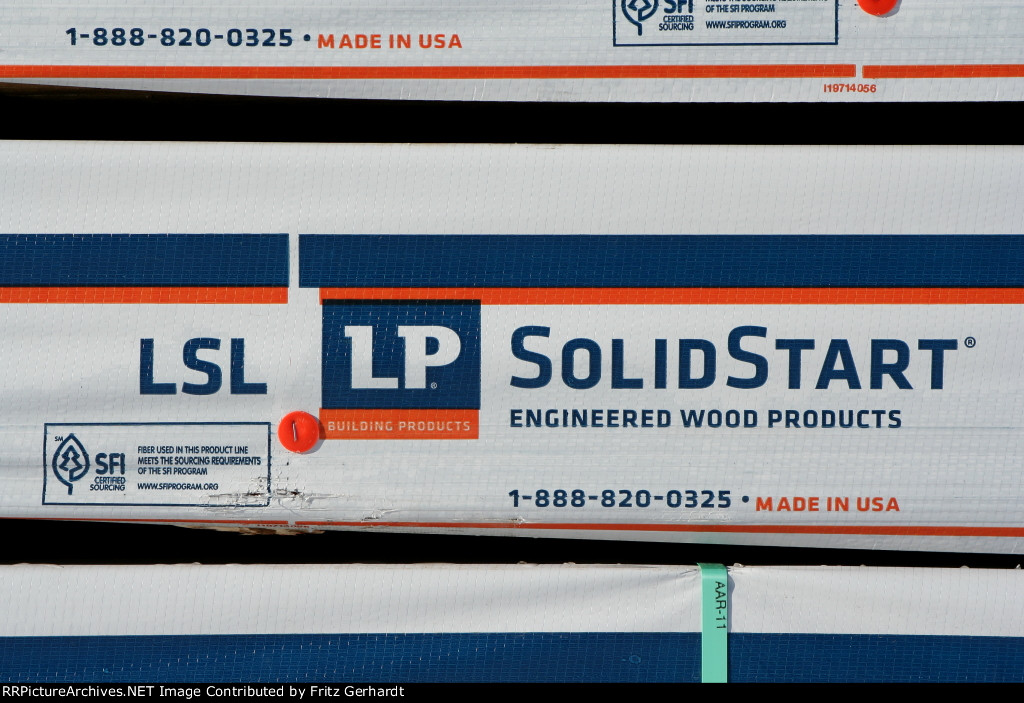 SFI
CERTIFIED
SOURCING
OF THE SFI PROGRAM
WWW.SFIPROGRAM.ORG
1-888-820-0325 • MADE IN USA
I19714056
LSL
LP®
BUILDING PRODUCTS
SOLIDSTART®
ENGINEERED WOOD PRODUCTS
SM
SFI
CERTIFIED
SOURCING
FIBER USED IN THIS PRODUCT LINE
MEETS THE SOURCING REQUIREMENTS
OF THE SFI PROGRAM
WWW.SFIPROGRAM.ORG
1-888-820-0325 • MADE IN USA
AAR-11
RRPictureArchives.NET Image Contributed by Fritz Gerhardt